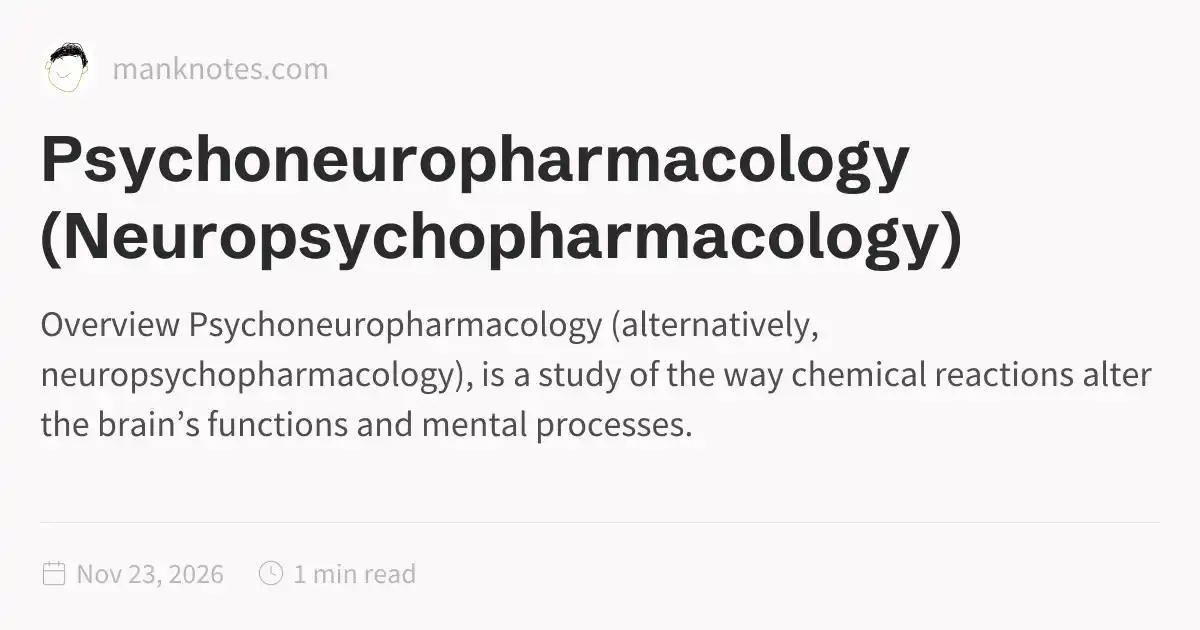 manknotes.com
Psychoneuropharmacology
(Neuropsychopharmacology)
Overview Psychoneuropharmacology (alternatively,
neuropsychopharmacology), is a study of the way chemical reactions alter
the brain’s functions and mental processes.
Nov 23, 2026 1 min read